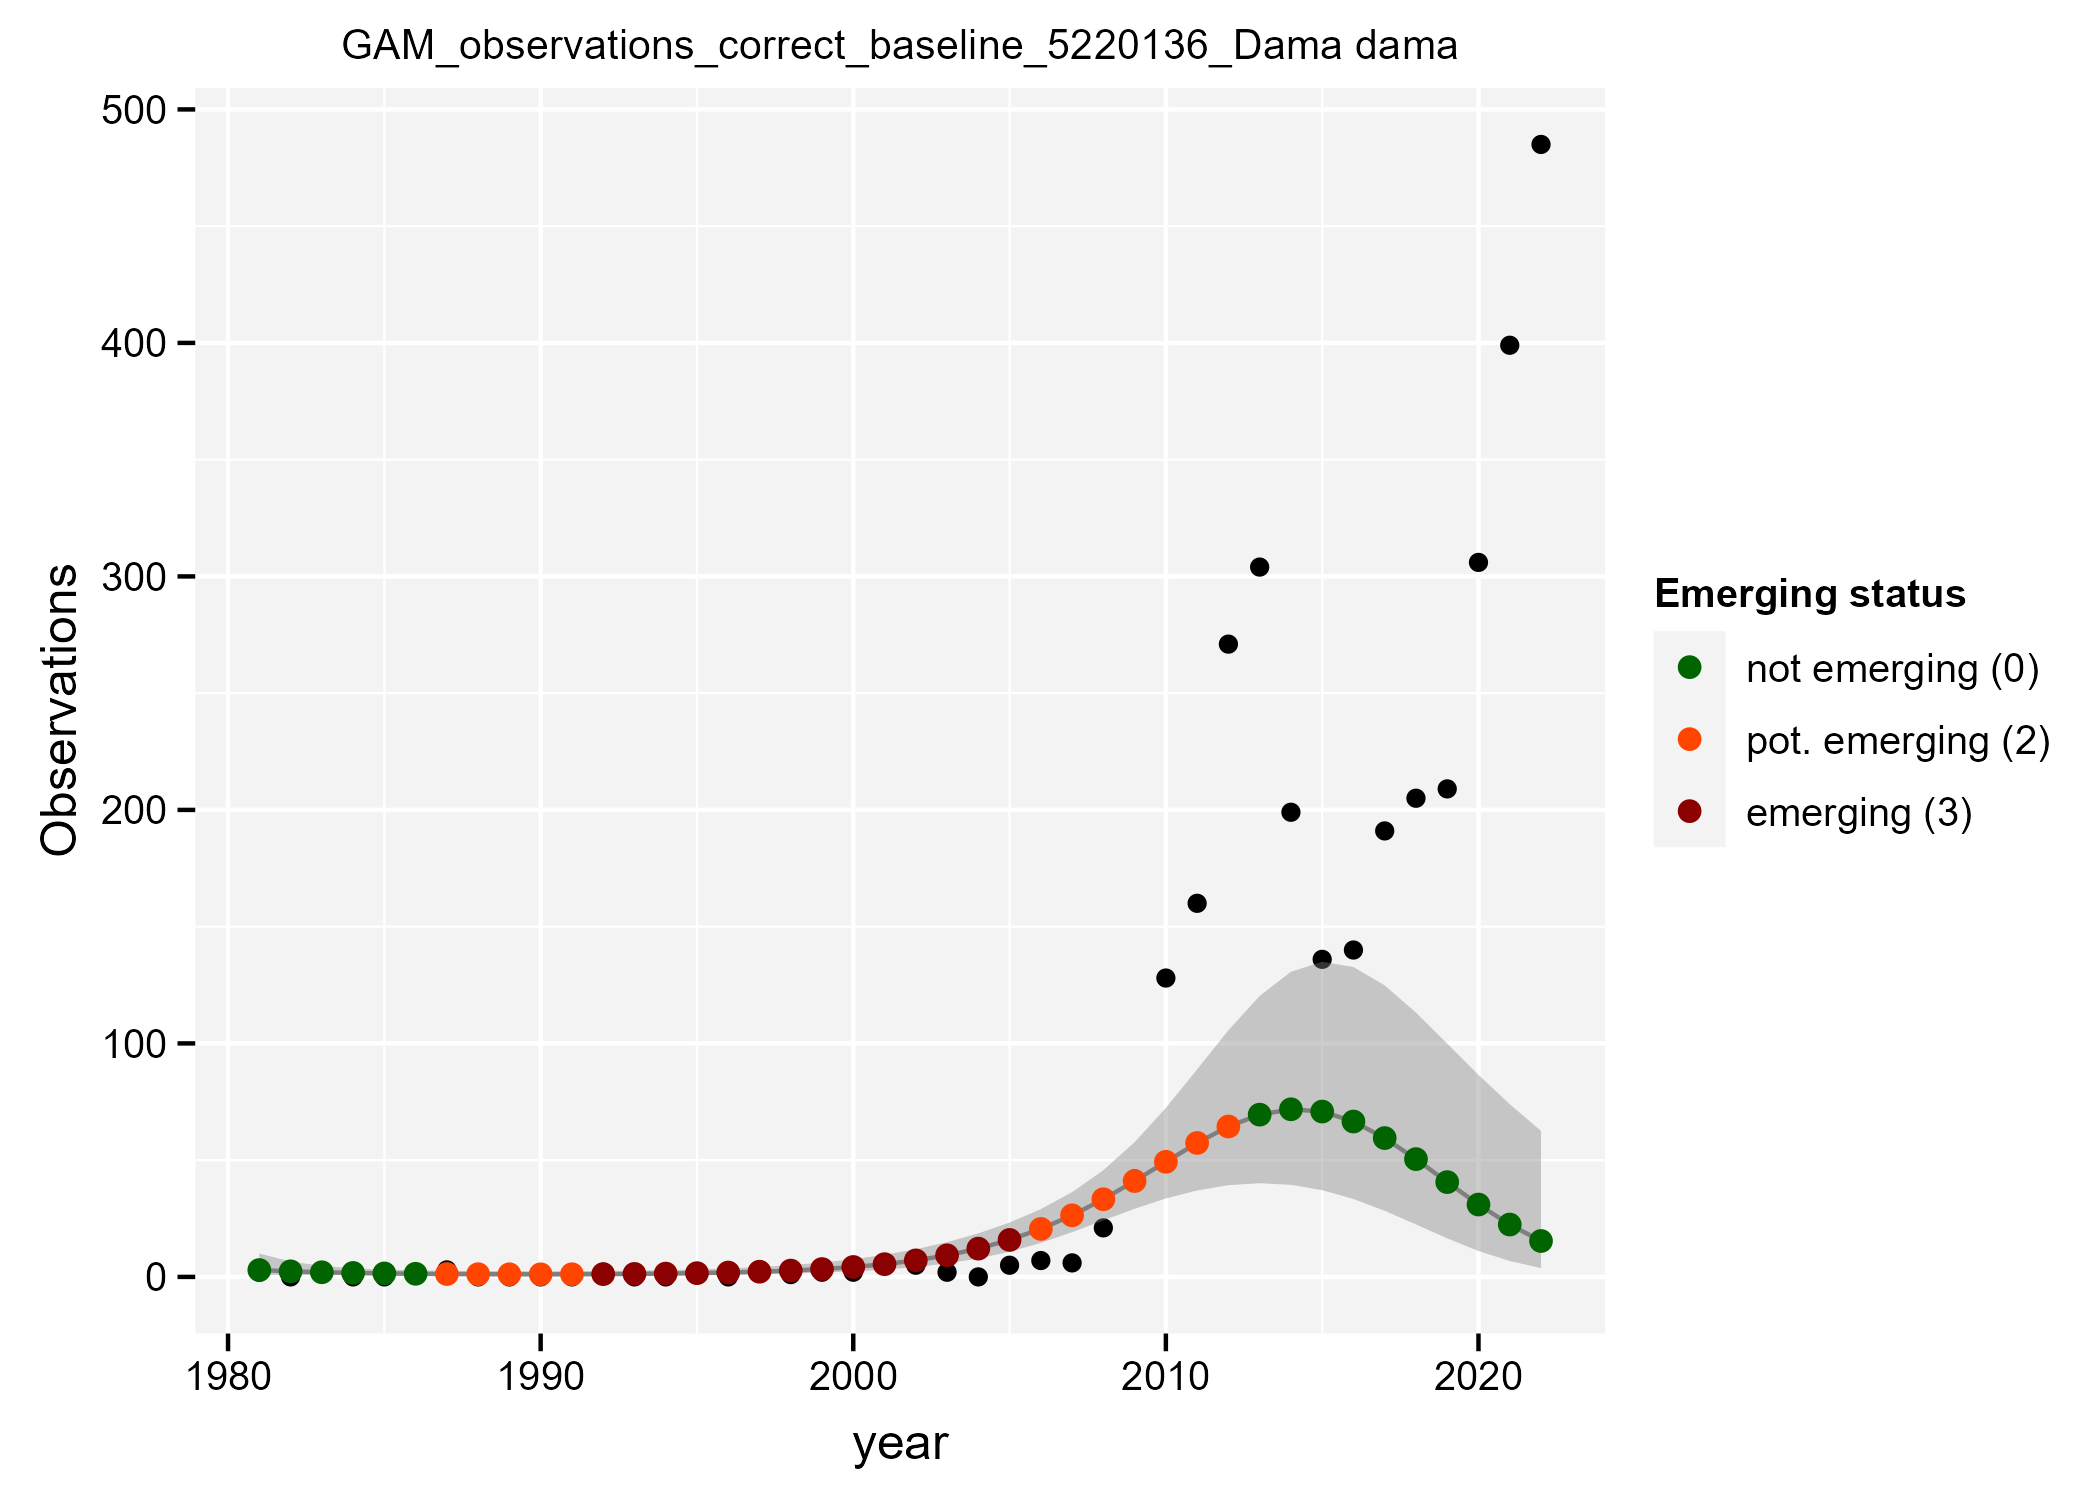 GAM_observations_correct_baseline_5220136_Dama dama
500
400
300
200
100
0
Observations
1980 1990 2000 2010 2020
year
Emerging status
not emerging (0)
pot. emerging (2)
emerging (3)